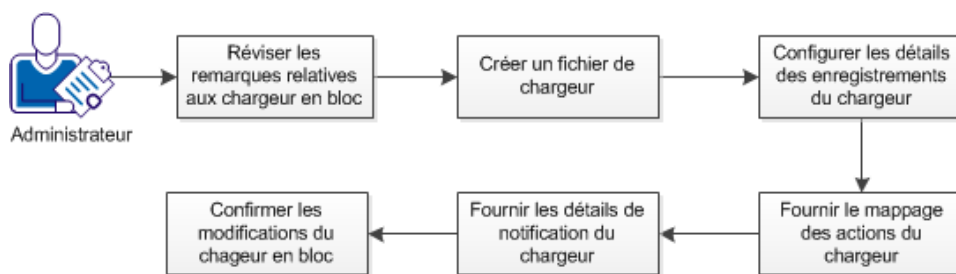 Administrateur
Réviser les
remarques relatives
aux chargeur en bloc
Créer un fichier de
chargeur
Configurer les détails
des enregistrements
du chargeur
Fournir le mappage
des actions du
chargeur
Fournir les détails de
notification du
chargeur
Confirmer les
modifications du
chageur en bloc